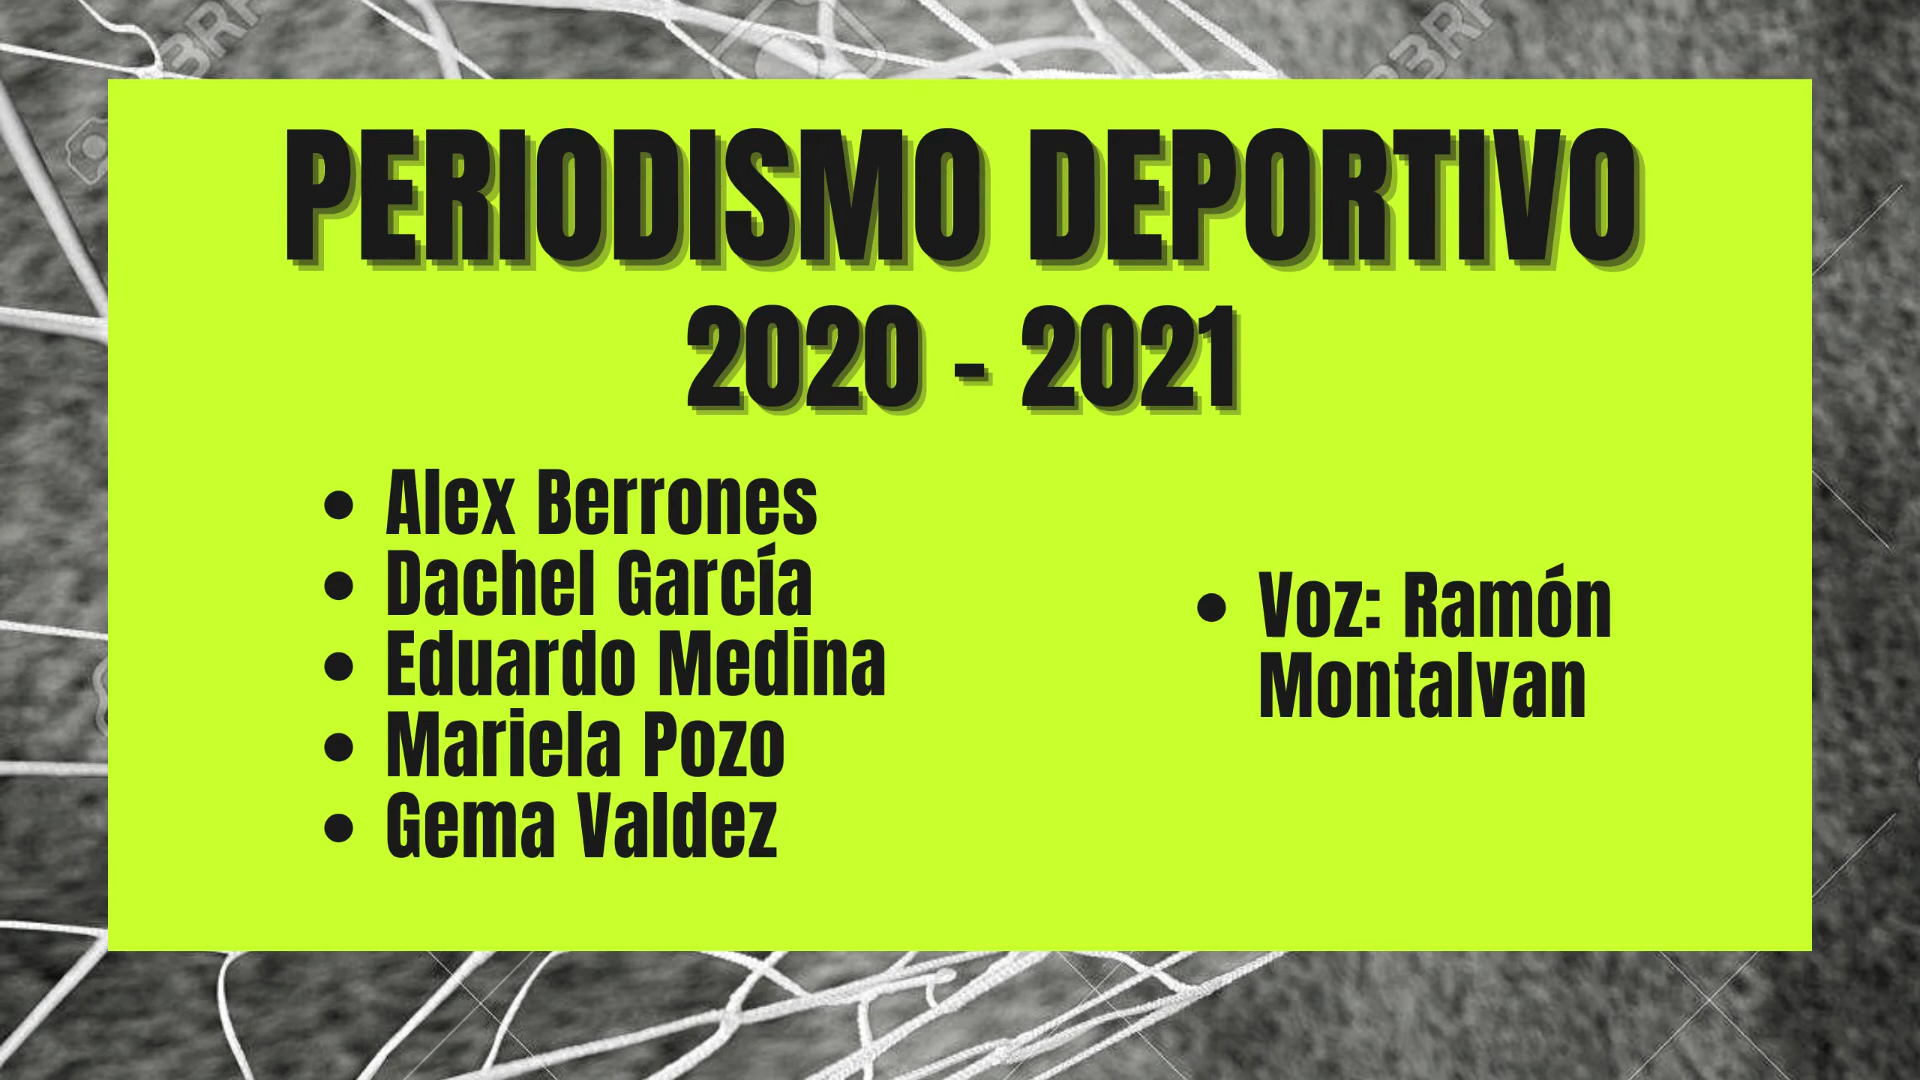 PERIODISMO DEPORTIVO
2020 - 2021
Alex Berrones
Dachel García
Eduardo Medina
Mariela Pozo
Gema Valdez
Voz: Ramón
Montalvan